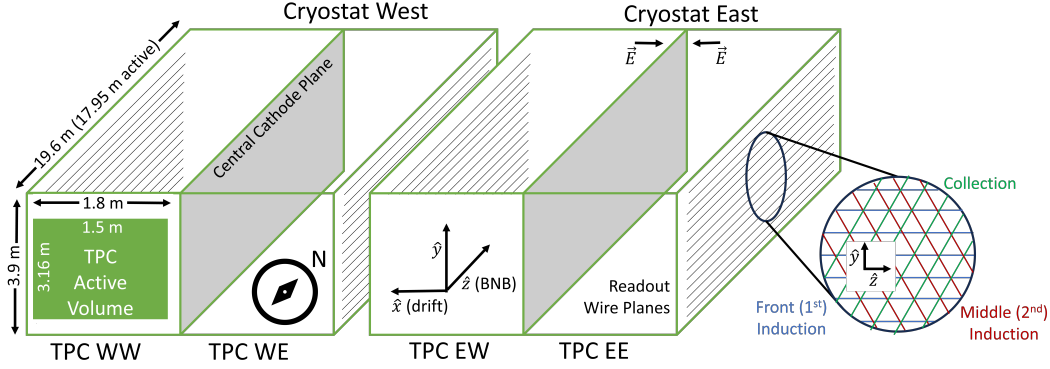 Cryostat West
Cryostat East
19.6 m (17.95 m active)
Central Cathode Plane
E⃗
E⃗
1.8 m
1.5 m
3.9 m
3.16 m
TPC
Active
Volume
N
ŷ
ẑ (BNB)
x̂ (drift)
Readout
Wire Planes
Collection
ŷ
ẑ
Front (1st)
Induction
Middle (2nd)
Induction
TPC WW
TPC WE
TPC EW
TPC EE